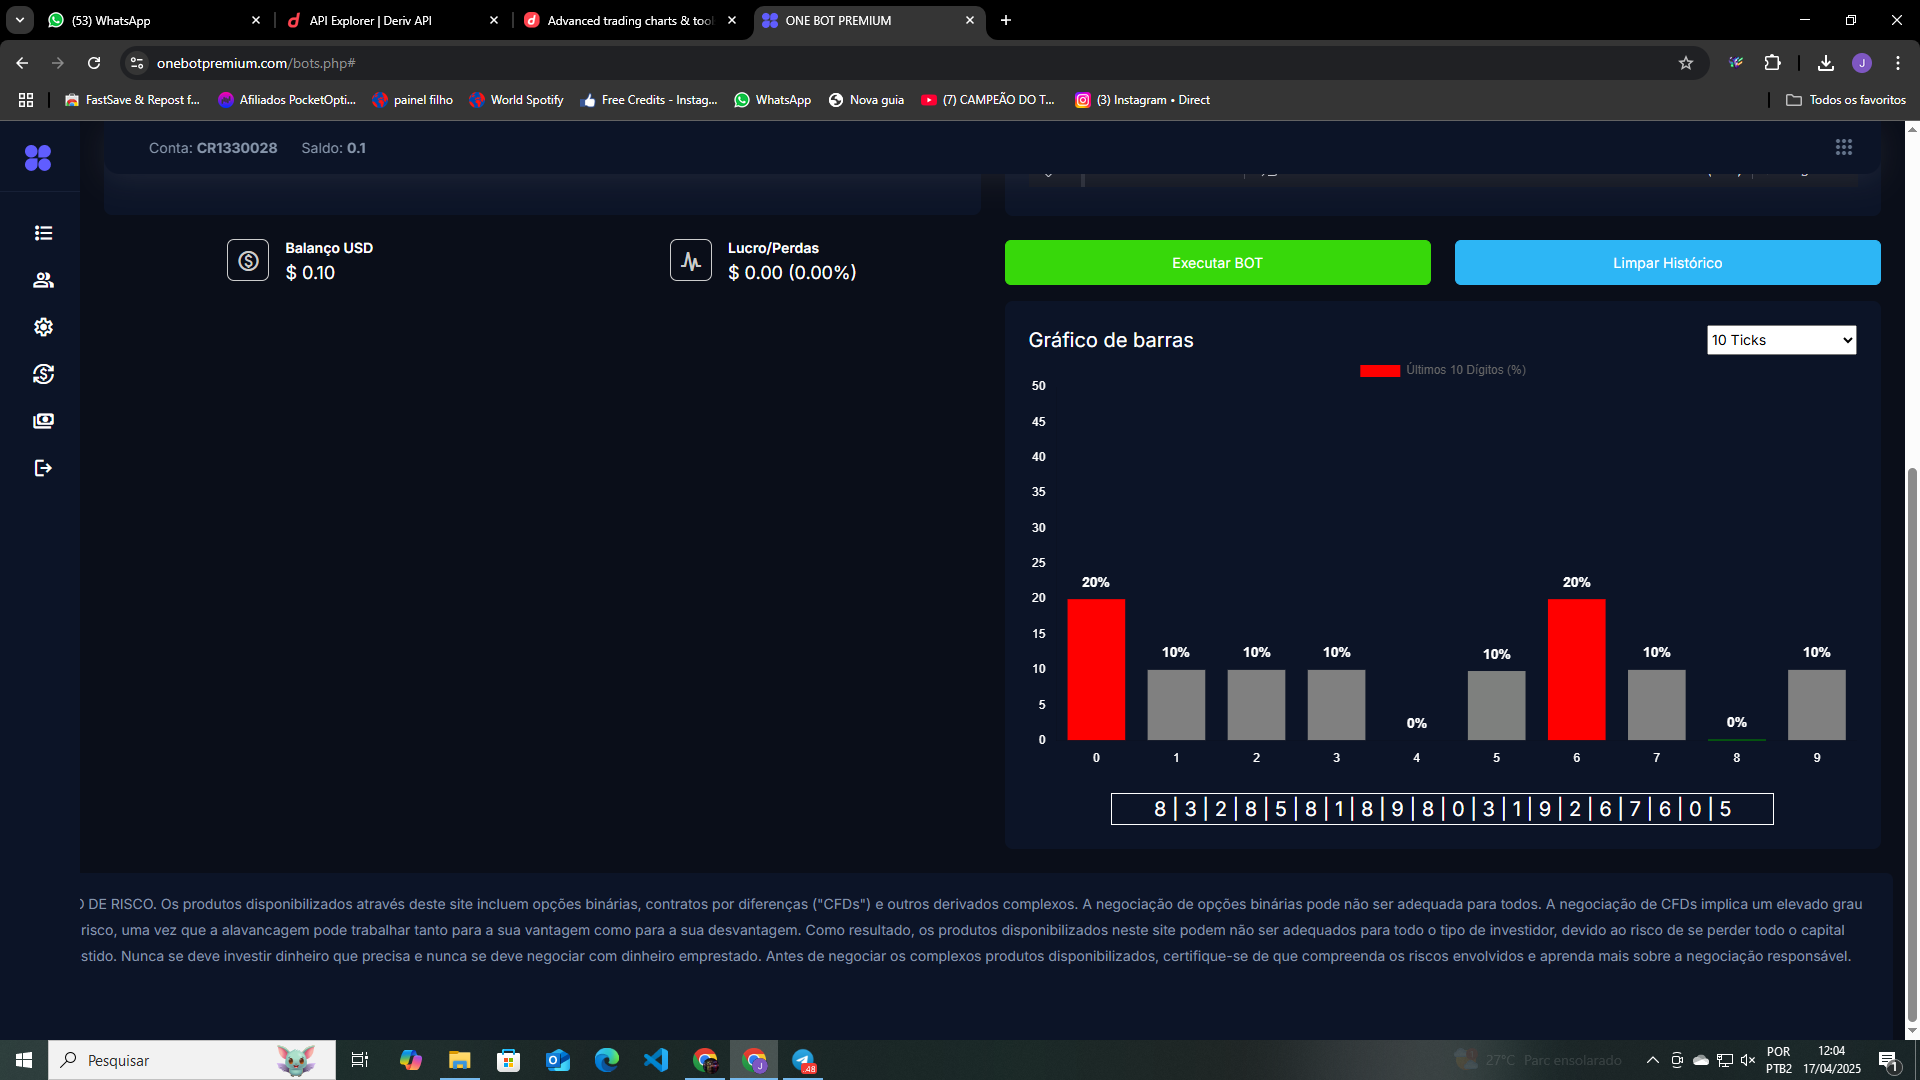 (53) WhatsApp
API Explorer | Deriv API
Advanced trading charts & tool
ONE BOT PREMIUM
onebotpremium.com/bots.php#
J
FastSave & Repost f...
Afiliados PocketOpti...
painel filho
World Spotify
Free Credits - Instag...
WhatsApp
Nova guia
(7) CAMPEÃO DO T...
(3) Instagram • Direct
Todos os favoritos
Conta: CR1330028
Saldo: 0.1
Balanço USD
$ 0.10
Lucro/Perdas
$ 0.00 (0.00%)
Executar BOT
Limpar Histórico
Gráfico de barras
10 Ticks
Últimos 10 Dígitos (%)
50
45
40
35
30
25
20
15
10
5
0
20%
10%
10%
10%
0%
10%
20%
10%
0%
10%
0
1
2
3
4
5
6
7
8
9
8 | 3 | 2 | 8 | 5 | 8 | 1 | 8 | 9 | 8 | 0 | 3 | 1 | 9 | 2 | 6 | 7 | 6 | 0 | 5
DE RISCO. Os produtos disponibilizados através deste site incluem opções binárias, contratos por diferenças ("CFDs") e outros derivados complexos. A negociação de opções binárias pode não ser adequada para todos. A negociação de CFDs implica um elevado grau
risco, uma vez que a alavancagem pode trabalhar tanto para a sua vantagem como para a sua desvantagem. Como resultado, os produtos disponibilizados neste site podem não ser adequados para todo o tipo de investidor, devido ao risco de se perder todo o capital
stido. Nunca se deve investir dinheiro que precisa e nunca se deve negociar com dinheiro emprestado. Antes de negociar os complexos produtos disponibilizados, certifique-se de que compreenda os riscos envolvidos e aprenda mais sobre a negociação responsável.
Pesquisar
J
48
27°C Parc ensolarado
POR
PTB2
12:04
17/04/2025
1